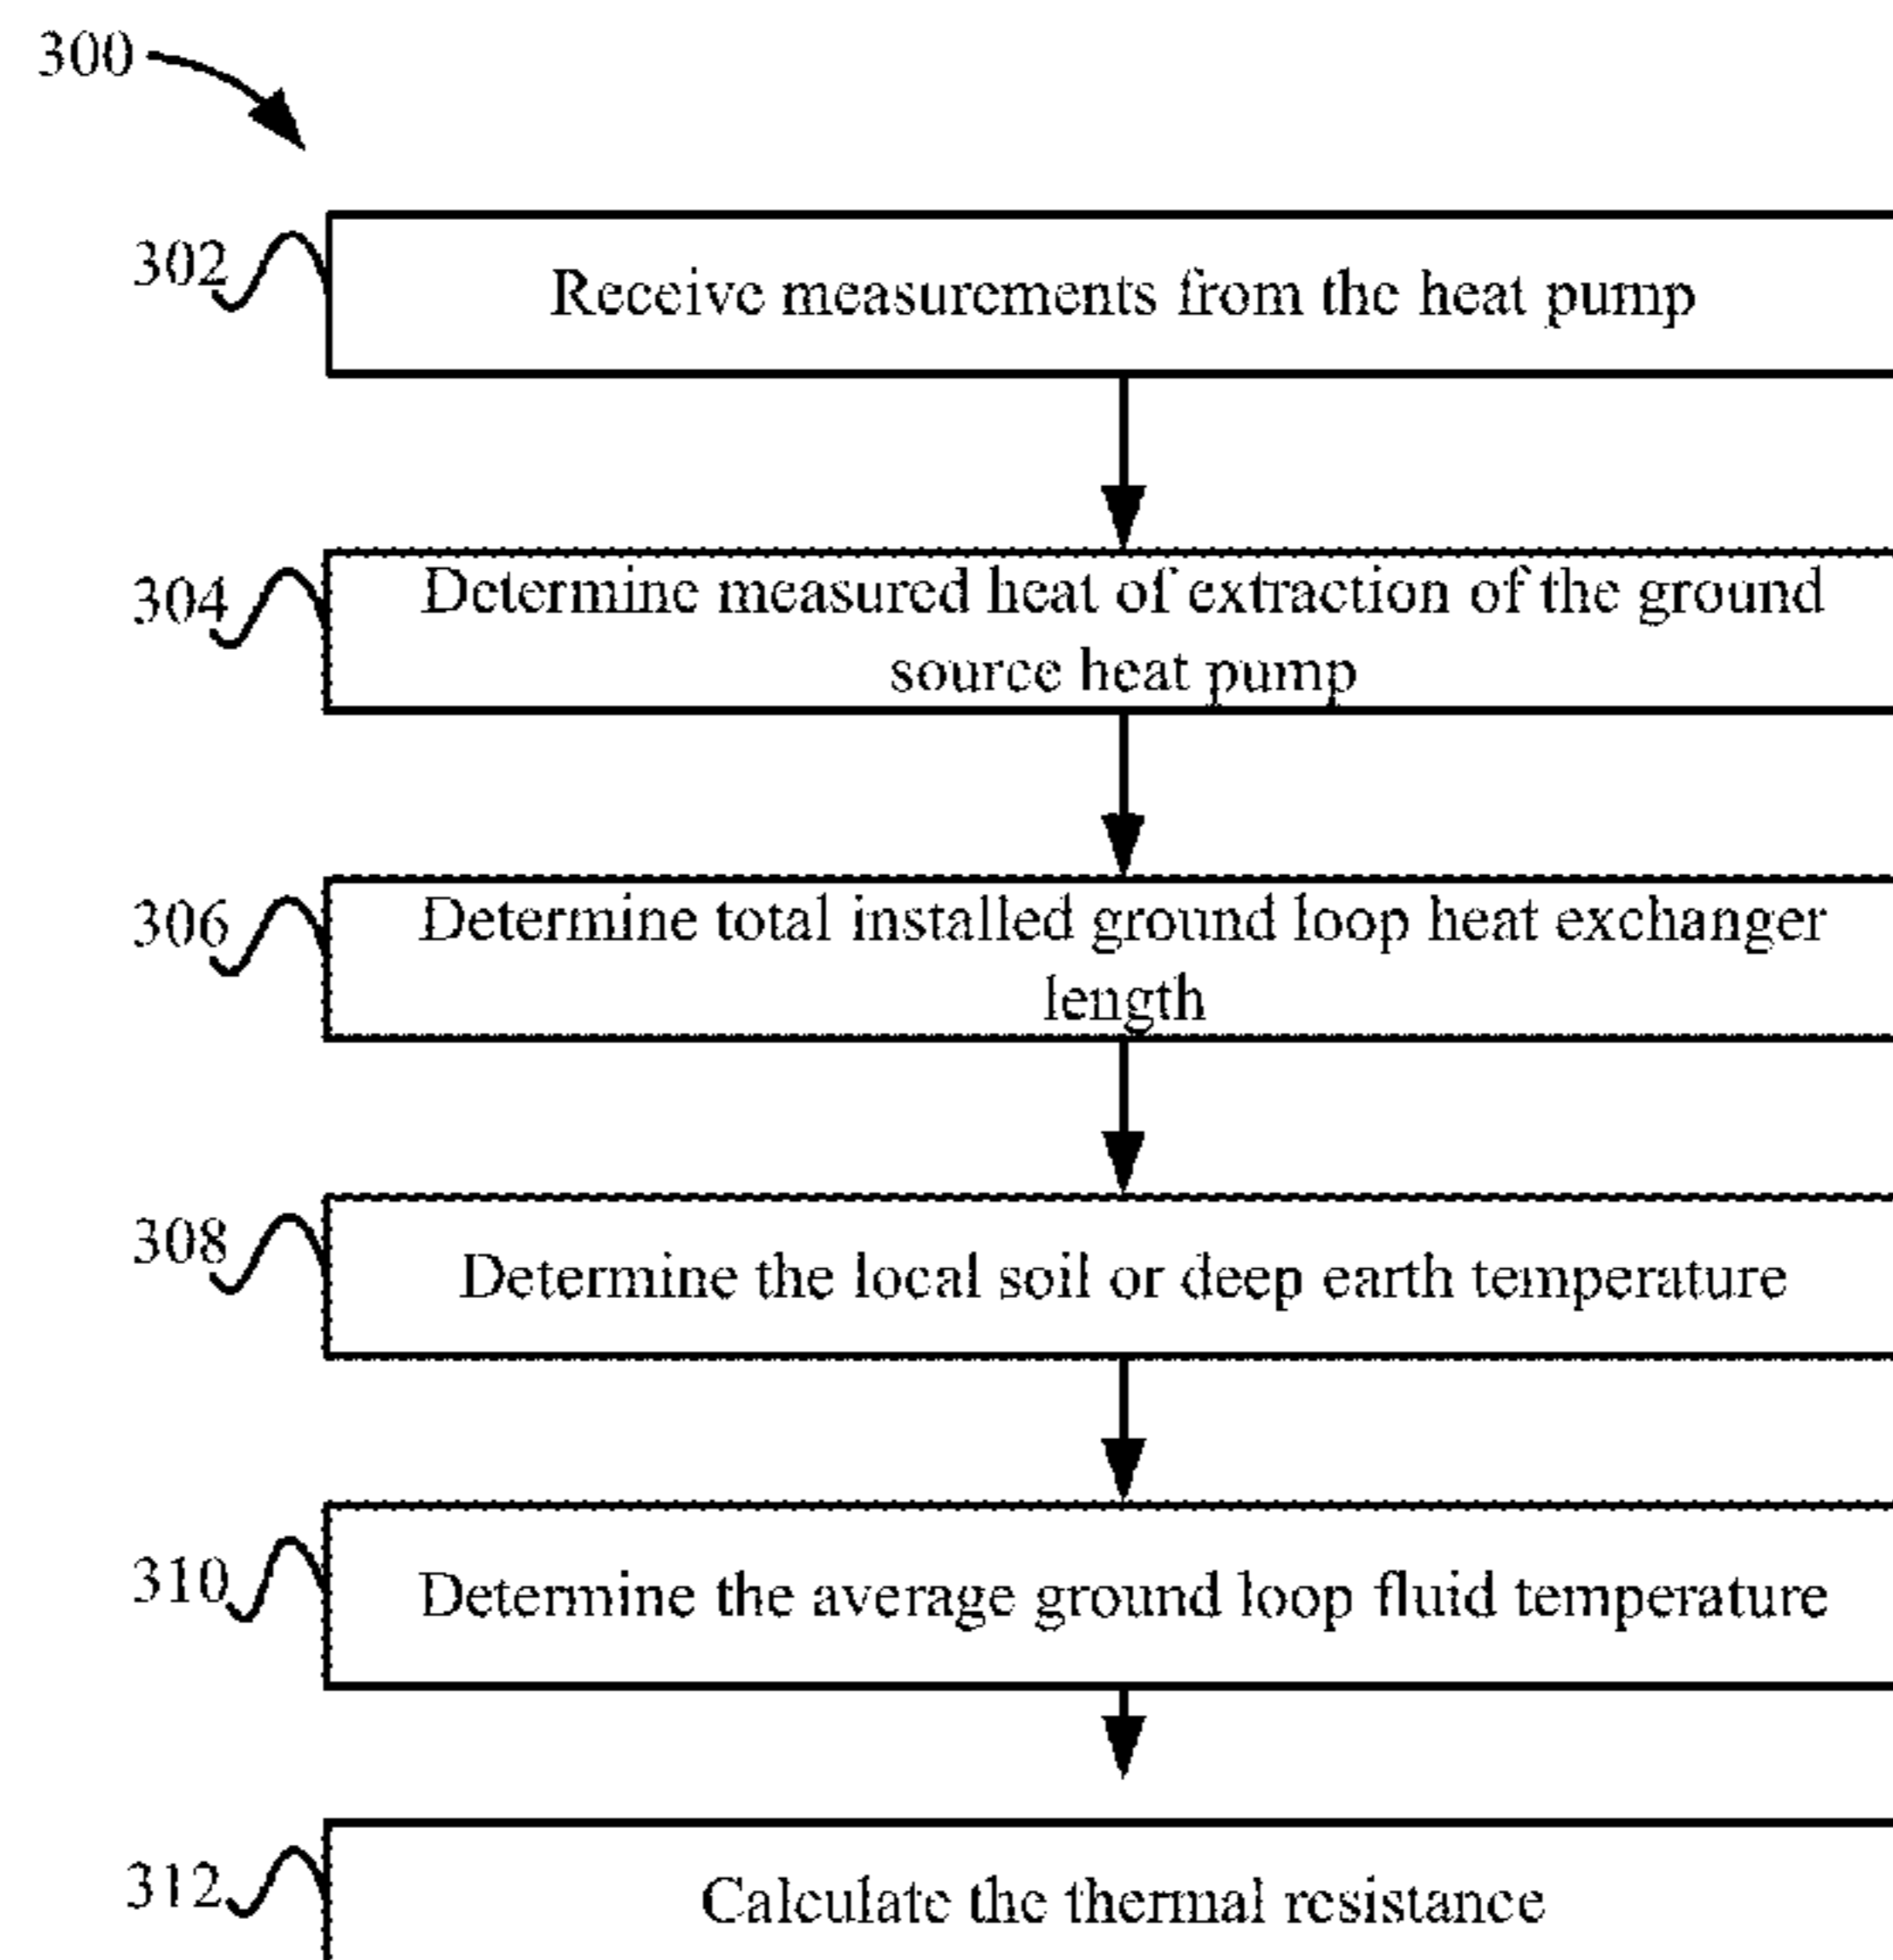 300
302
Receive measurements from the heat pump
304
Determine measured heat of extraction of the ground
source heat pump
306
Determine total installed ground loop heat exchanger
length
308
Determine the local soil or deep earth temperature
310
Determine the average ground loop fluid temperature
312
Calculate the thermal resistance